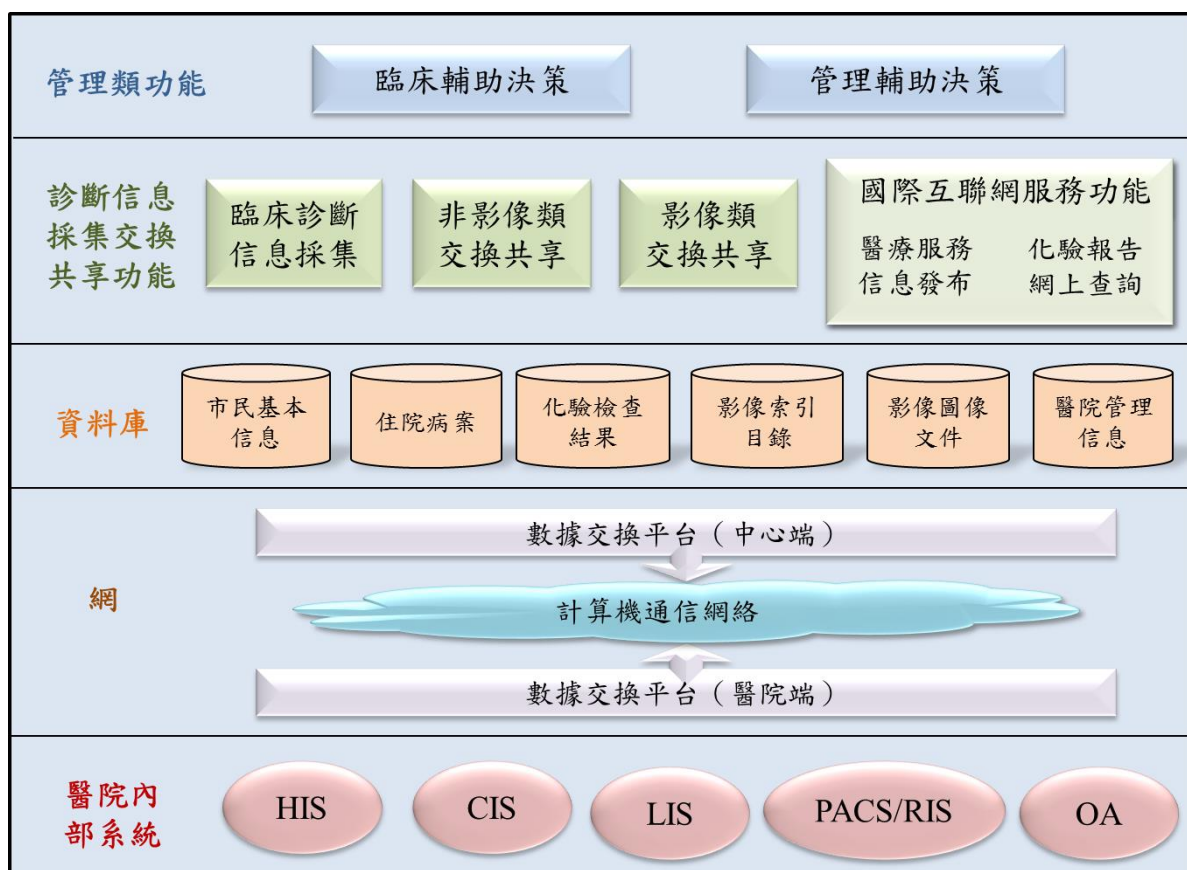 管理類功能
臨床輔助決策
管理輔助決策
診斷信息
採集交換
共享功能
臨床診斷
信息採集
非影像類
交換共享
影像類
交換共享
國際互聯網服務功能
醫療服務
信息發布
化驗報告
網上查詢
資料庫
市民基本
信息
住院病案
化驗檢查
結果
影像索引
目錄
影像圖像
文件
醫院管理
信息
網
數據交換平台（中心端）
計算機通信網絡
數據交換平台（醫院端）
醫院內
部系統
HIS
CIS
LIS
PACS/RIS
OA